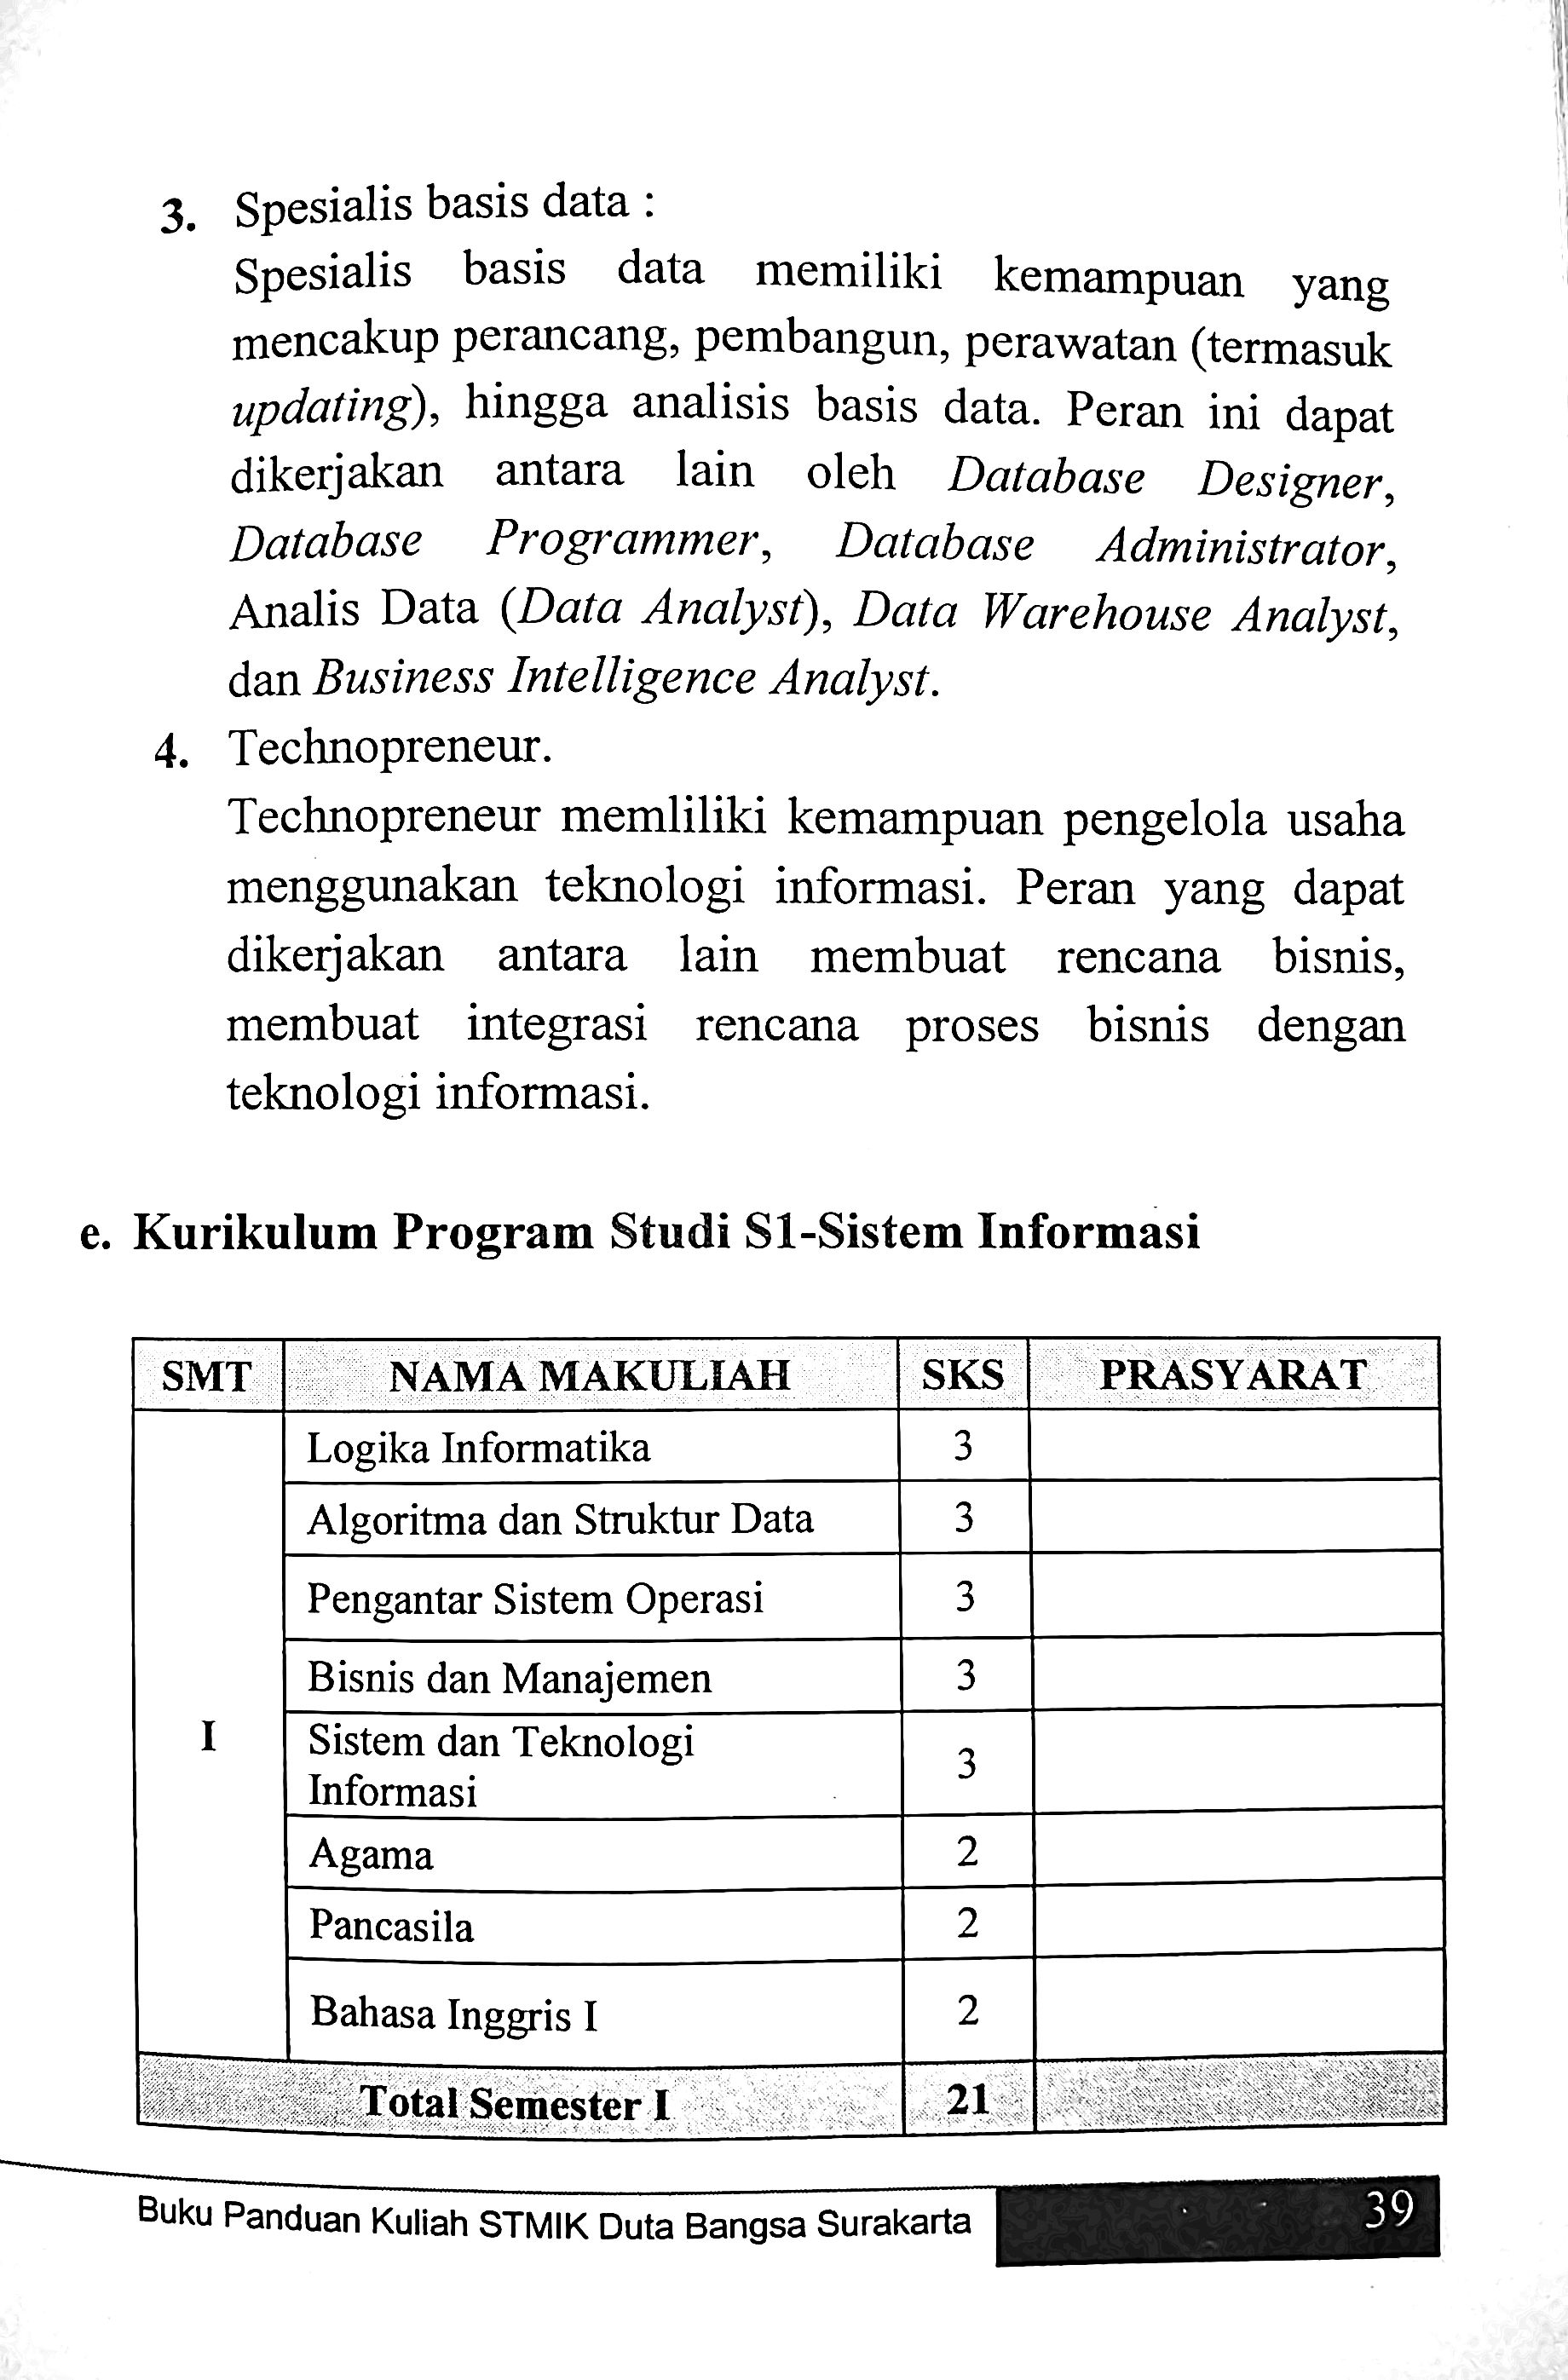 3. Spesialis basis data :
Spesialis basis data memiliki kemampuan yang
mencakup perancang, pembangun, perawatan (termasuk
updating), hingga analisis basis data. Peran ini dapat
dikerjakan antara lain oleh Database Designer,
Database Programmer, Database Administrator,
Analis Data (Data Analyst), Data Warehouse Analyst,
dan Business Intelligence Analyst.
4. Technopreneur.
Technopreneur memliliki kemampuan pengelola usaha
menggunakan teknologi informasi. Peran yang dapat
dikerjakan antara lain membuat rencana bisnis,
membuat integrasi rencana proses bisnis dengan
teknologi informasi.
e. Kurikulum Program Studi S1-Sistem Informasi
SMT NAMA MAKULIAH SKS PRASYARAT
Logika Informatika 3
Algoritma dan Struktur Data 3
Pengantar Sistem Operasi 3
Bisnis dan Manajemen 3
I Sistem dan Teknologi
Informasi 3
Agama 2
Pancasila 2
Bahasa Inggris I 2
Total Semester I 21
Buku Panduan Kuliah STMIK Duta Bangsa Surakarta 39